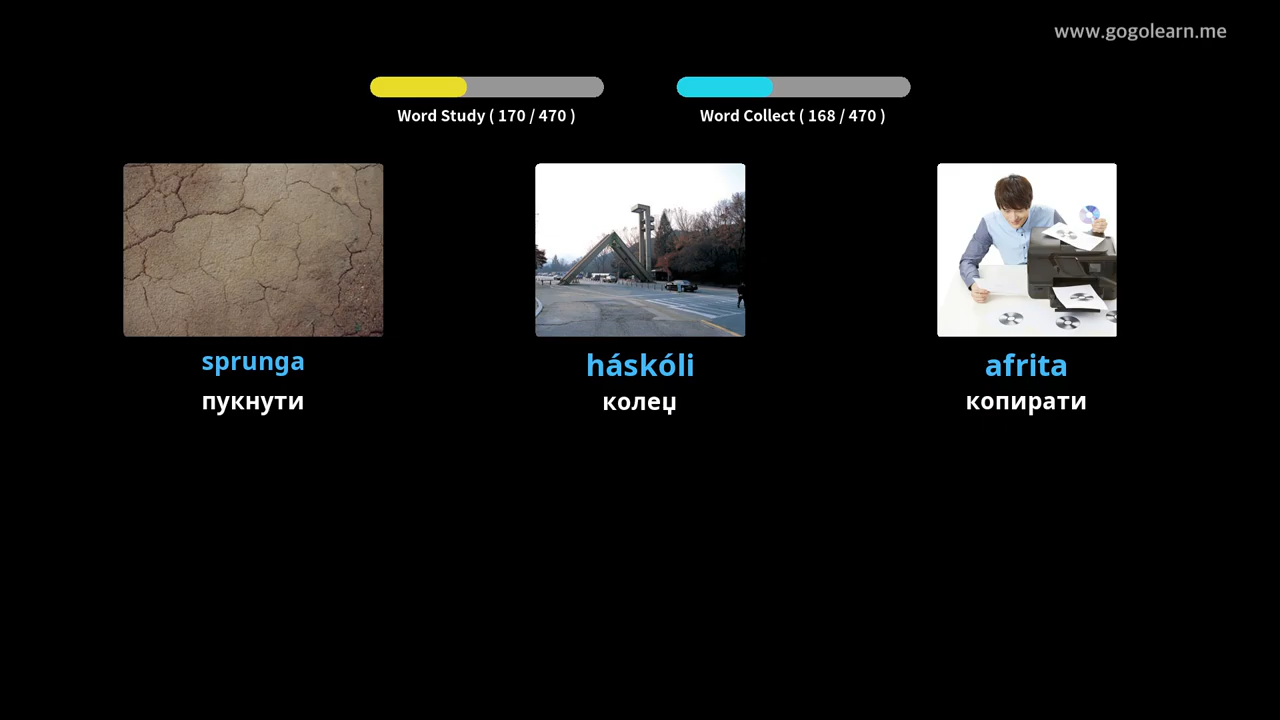 www.gogolearn.me
Word Study ( 170 / 470 )
Word Collect ( 168 / 470 )
sprunga
пукнути
háskóli
колеџ
afrita
копирати